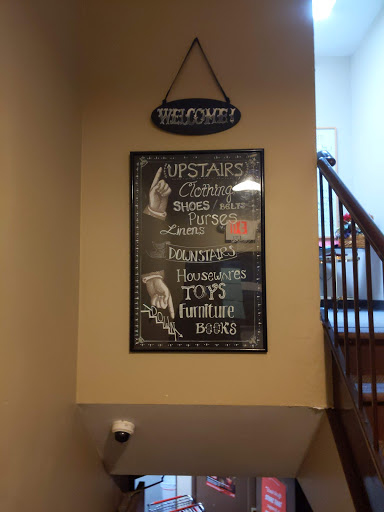 WELCOME!
UPSTAIRS
Clothing
SHOES / BELTS
Purses
Linens
DOWNSTAIRS
Housewares
TOYS
Furniture
BOOKS